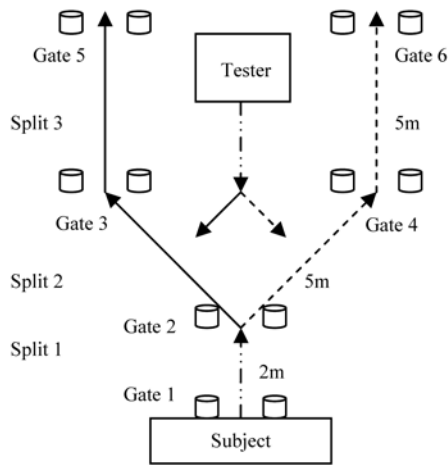 Gate 5
Gate 6
Tester
Split 3
5m
Gate 3
Gate 4
Split 2
5m
Gate 2
Split 1
2m
Gate 1
Subject